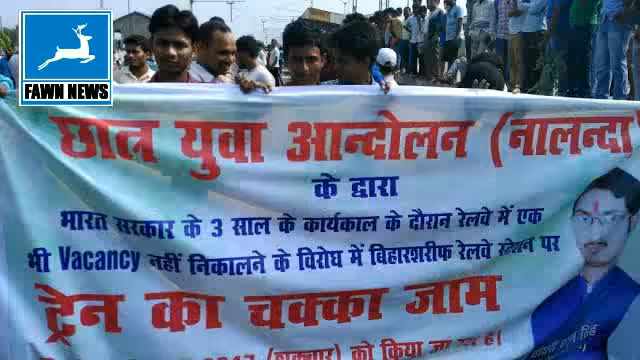 FAWN NEWS
छात्र युवा आन्दोलन (नालन्दा)
के द्वारा
भारत सरकार के 3 साल के कार्यकाल के दौरान रेलवे में एक
भी Vacancy नहीं निकालने के विरोध में बिहारशरीफ रेलवे स्टेशन पर
ट्रेन का चक्का जाम
(शुक्रवार) को किया जा रहा है।